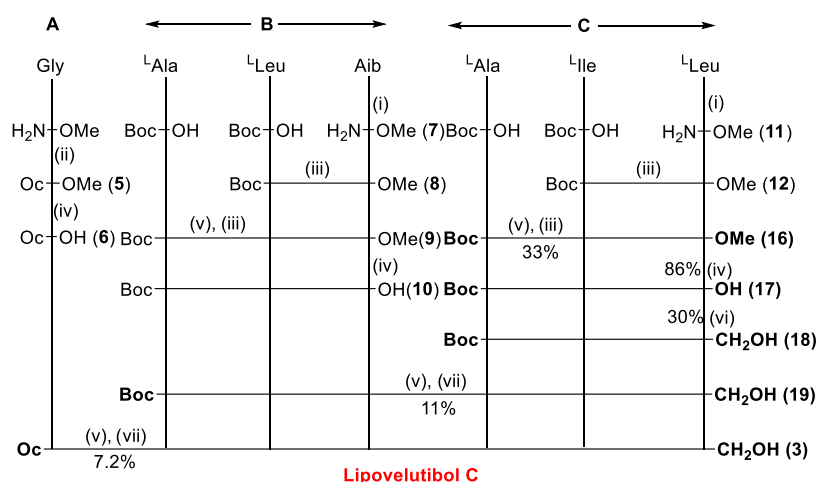 A B C
Gly ᴸAla ᴸLeu Aib ᴸAla ᴸIle ᴸLeu
(i) (i)
H₂N OMe Boc OH Boc OH H₂N OMe (7) Boc OH Boc OH H₂N OMe (11)
(ii) (iii) (iii)
Oc OMe (5) Boc OMe (8) Boc OMe (12)
(iv) (v), (iii) (v), (iii)
Oc OH (6) Boc OMe(9) Boc OMe (16)
33%
(iv) 86% (iv)
Boc OH(10) Boc OH (17)
30% (vi)
Boc CH₂OH (18)
(v), (vii)
Boc CH₂OH (19)
11%
(v), (vii)
Oc CH₂OH (3)
7.2%
Lipovelutibol C